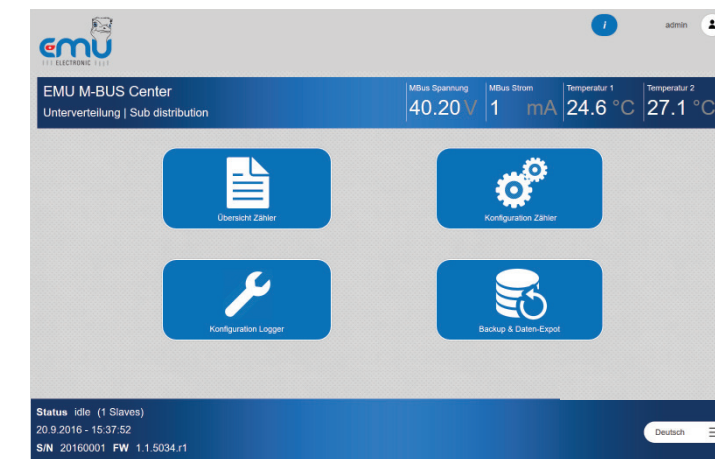 emu
ELECTRONIC
i
admin
EMU M-BUS Center
Unterverteilung | Sub distribution
MBus Spannung
40.20 V
MBus Strom
1 mA
Temperatur 1
24.6 °C
Temperatur 2
27.1 °C
Übersicht Zähler
Konfiguration Zähler
Konfiguration Logger
Backup & Daten-Expot
Status idle (1 Slaves)
20.9.2016 - 15:37:52
S/N 20160001 FW 1.1.5034.r1
Deutsch